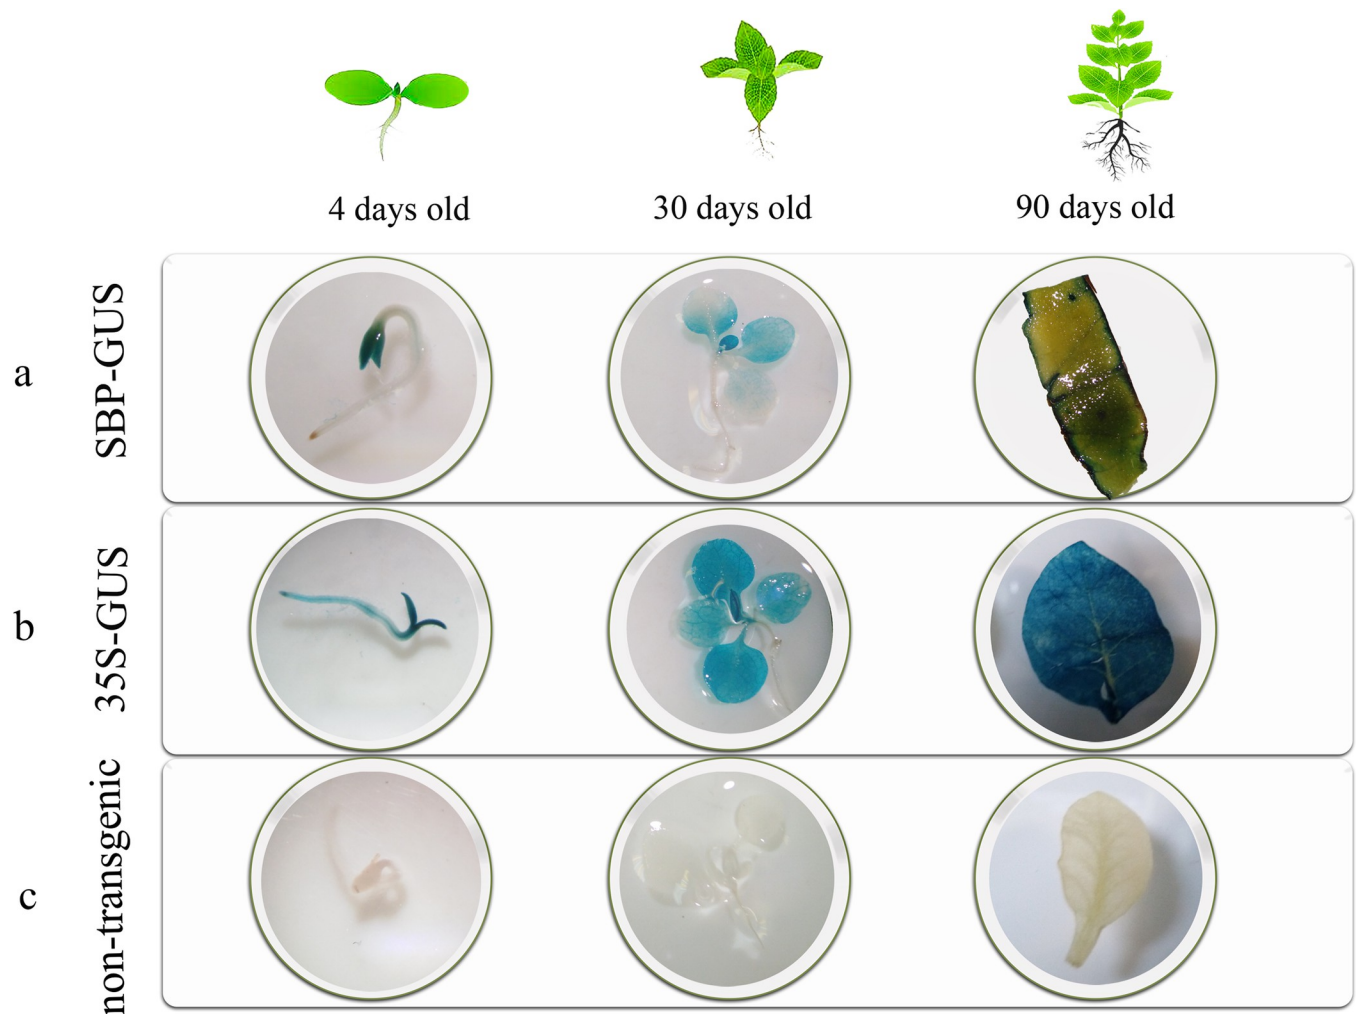 4 days old
30 days old
90 days old
a
SBP-GUS
b
35S-GUS
c
non-transgenic